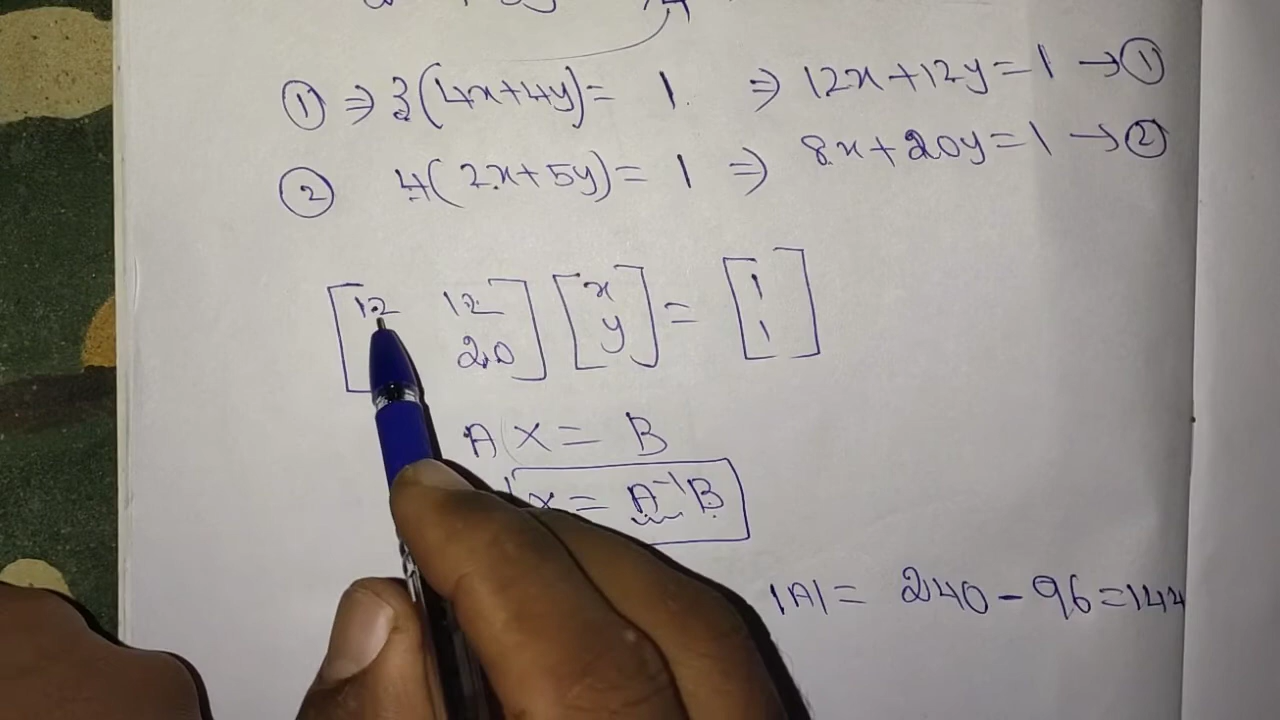 ① ⇒ 3(4x+4y) = 1. ⇒ 12x+12y=1 → ①
② 4(2x+5y) = 1 ⇒ 8x+20y=1 → ②
[12 12] [x] = [1]
[20] [y] [1]
A X = B
X = A⁻¹B
|A| = 240 - 96 = 144